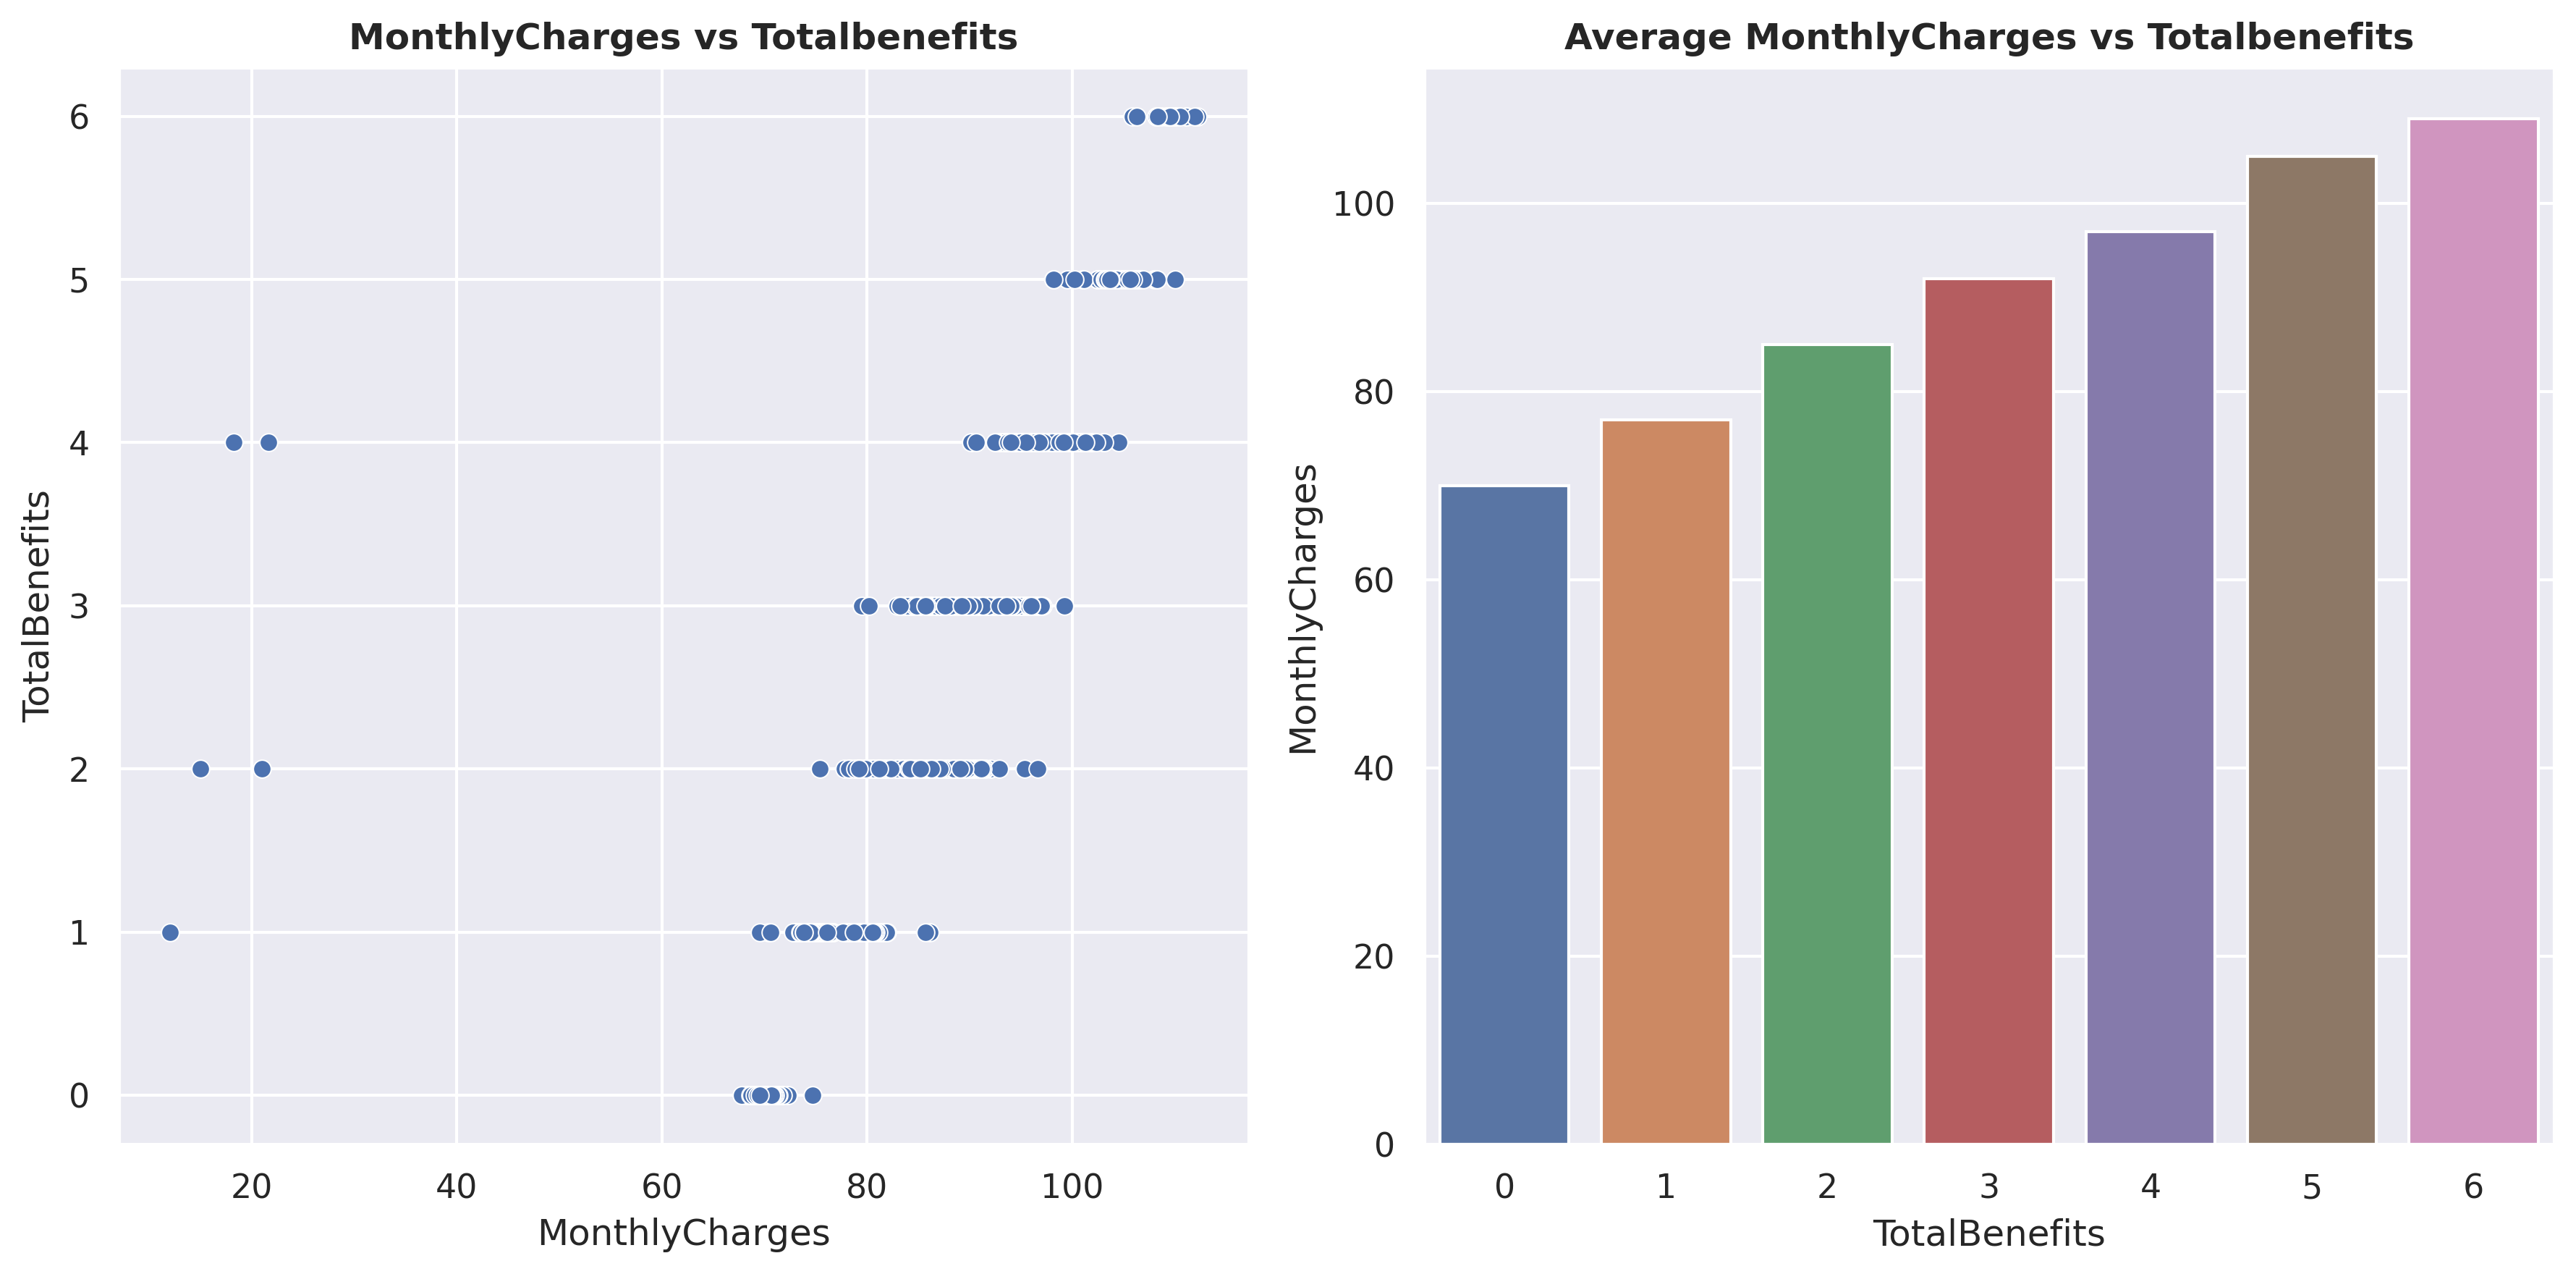 MonthlyCharges vs Totalbenefits
6
5
4
3
2
1
0
TotalBenefits
20 40 60 80 100
MonthlyCharges
Average MonthlyCharges vs Totalbenefits
100
80
60
40
20
0
MonthlyCharges
0 1 2 3 4 5 6
TotalBenefits